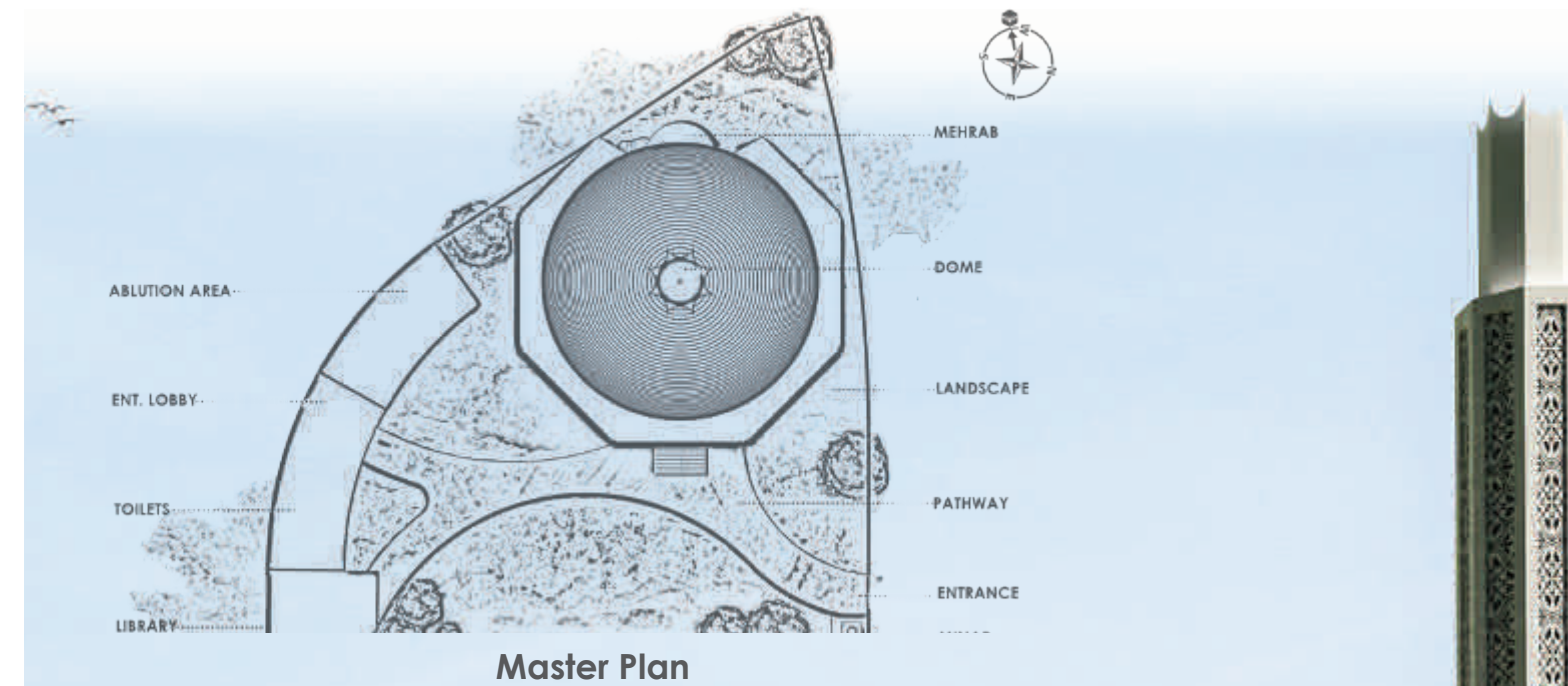 S
W
N
E
MEHRAB
DOME
ABLUTION AREA
LANDSCAPE
ENT. LOBBY
PATHWAY
TOILETS
ENTRANCE
LIBRARY
Master Plan